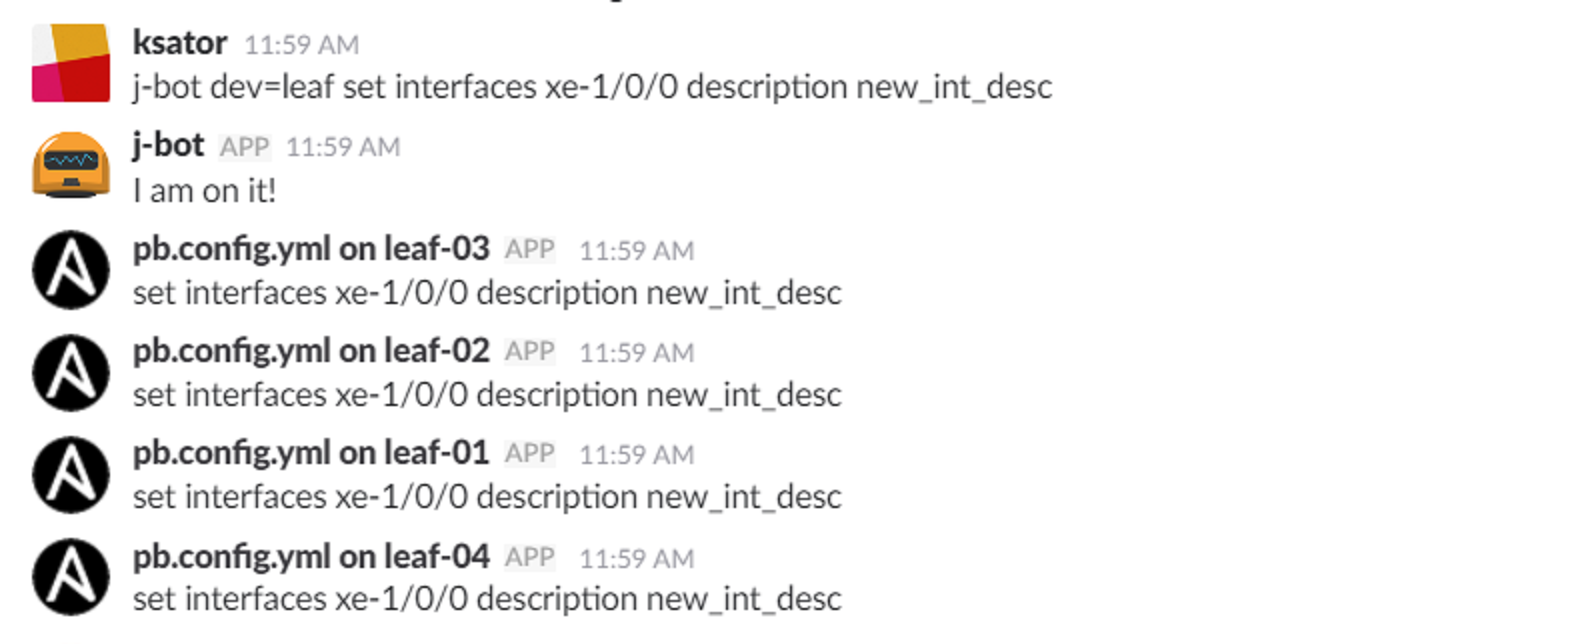 ksator 11:59 AM
j-bot dev=leaf set interfaces xe-1/0/0 description new_int_desc
j-bot APP 11:59 AM
I am on it!
pb.config.yml on leaf-03 APP 11:59 AM
set interfaces xe-1/0/0 description new_int_desc
pb.config.yml on leaf-02 APP 11:59 AM
set interfaces xe-1/0/0 description new_int_desc
pb.config.yml on leaf-01 APP 11:59 AM
set interfaces xe-1/0/0 description new_int_desc
pb.config.yml on leaf-04 APP 11:59 AM
set interfaces xe-1/0/0 description new_int_desc